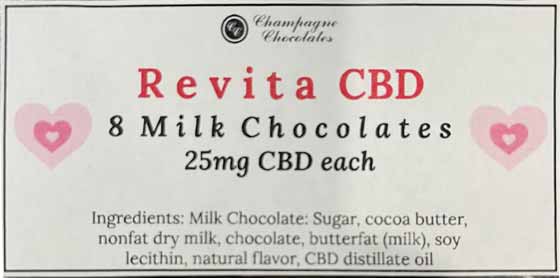 Champagne
Chocolates
Revita CBD
8 Milk Chocolates
25mg CBD each
Ingredients: Milk Chocolate: Sugar, cocoa butter,
nonfat dry milk, chocolate, butterfat (milk), soy
lecithin, natural flavor, CBD distillate oil